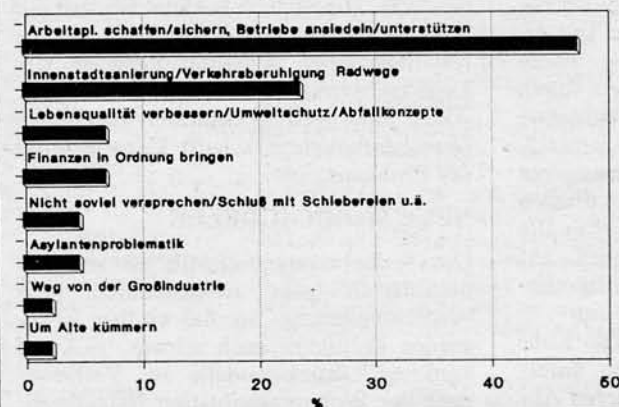 Arbeitspl. schaffen/sichern, Betriebe ansiedeln/unterstützen
Innenstadtsanierung/Verkehrsberuhigung Radwege
Lebensqualität verbessern/Umweltschutz/Abfallkonzepte
Finanzen in Ordnung bringen
Nicht soviel versprechen/Schluß mit Schiebereien u.ä.
Asylantenproblematik
Weg von der Großindustrie
Um Alte kümmern
0 10 20 30 40 50
%